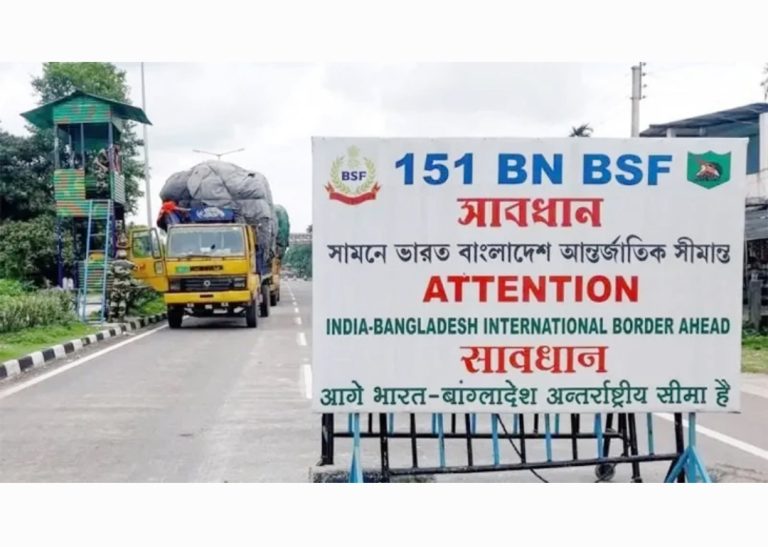 BSF
151 BN BSF
সাবধান
সামনে ভারত বাংলাদেশ আন্তর্জাতিক সীমান্ত
ATTENTION
INDIA-BANGLADESH INTERNATIONAL BORDER AHEAD
सावधान
आगे भारत-बांग्लादेश अन्तर्राष्ट्रीय सीमा है